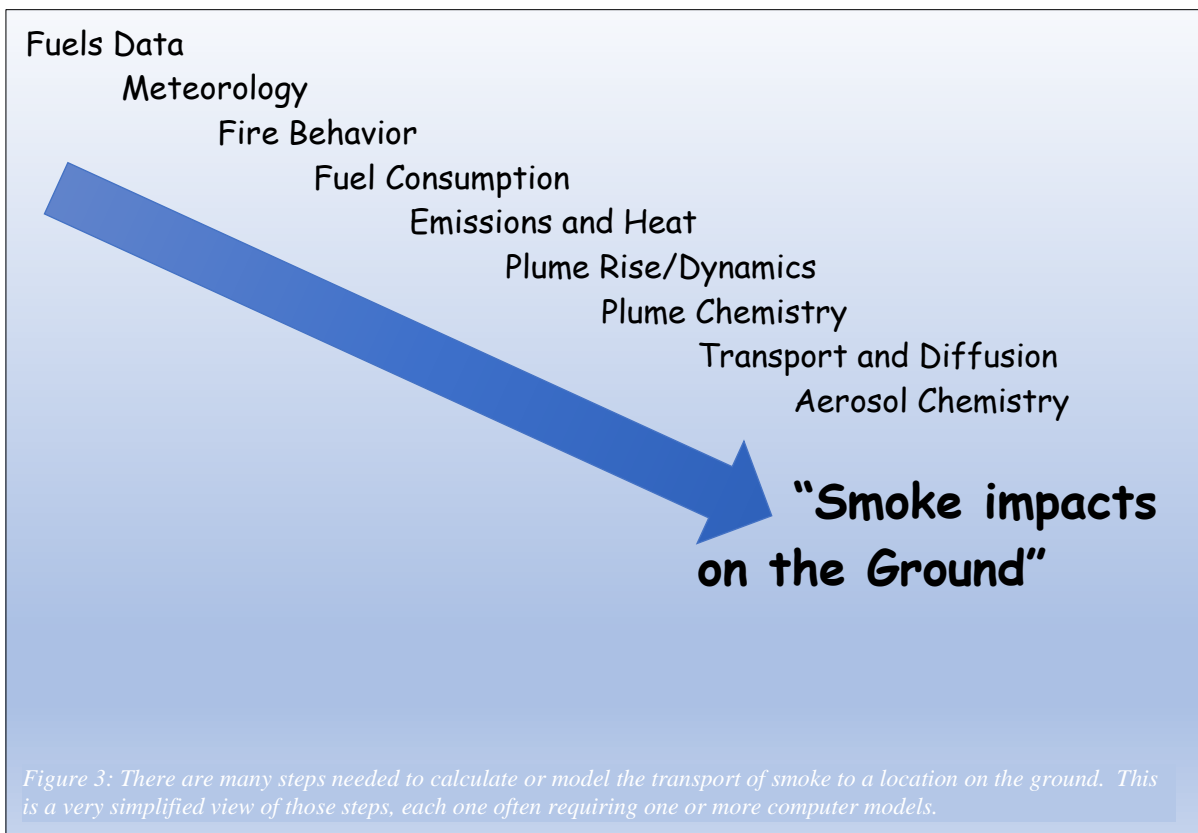 Fuels Data
Meteorology
Fire Behavior
Fuel Consumption
Emissions and Heat
Plume Rise/Dynamics
Plume Chemistry
Transport and Diffusion
Aerosol Chemistry
“Smoke impacts
on the Ground”
Figure 3: There are many steps needed to calculate or model the transport of smoke to a location on the ground.  This
is a very simplified view of those steps, each one often requiring one or more computer models.